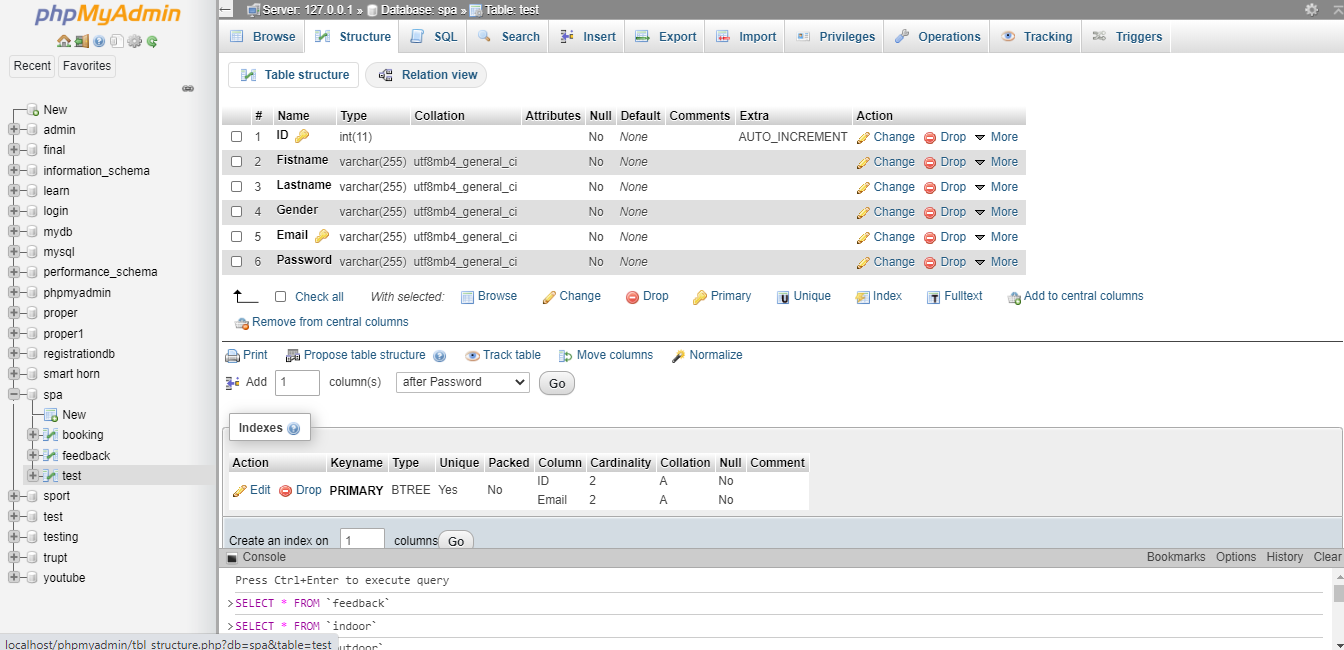 phpMyAdmin
Recent Favorites
New
admin
final
information_schema
learn
login
mydb
mysql
performance_schema
phpmyadmin
proper
proper1
registrationdb
smart horn
spa
New
booking
feedback
test
sport
test
testing
trupt
youtube
localhost/phpmyadmin/tbl_structure.php?db=spa&table=test
Server: 127.0.0.1 » Database: spa » Table: test
Browse Structure SQL Search Insert Export Import Privileges Operations Tracking Triggers
Table structure Relation view
# Name Type Collation Attributes Null Default Comments Extra Action
1 ID int(11) No None AUTO_INCREMENT Change Drop More
2 Fistname varchar(255) utf8mb4_general_ci No None Change Drop More
3 Lastname varchar(255) utf8mb4_general_ci No None Change Drop More
4 Gender varchar(255) utf8mb4_general_ci No None Change Drop More
5 Email varchar(255) utf8mb4_general_ci No None Change Drop More
6 Password varchar(255) utf8mb4_general_ci No None Change Drop More
Check all With selected: Browse Change Drop Primary Unique Index Fulltext Add to central columns
Remove from central columns
Print Propose table structure Track table Move columns Normalize
Add 1 column(s) after Password Go
Indexes
Action Keyname Type Unique Packed Column Cardinality Collation Null Comment
Edit Drop PRIMARY BTREE Yes No ID 2 A No
Email 2 A No
Create an index on 1 columns Go
Console Bookmarks Options History Clear
Press Ctrl+Enter to execute query
>SELECT * FROM `feedback`
>SELECT * FROM `indoor`
utdoor`